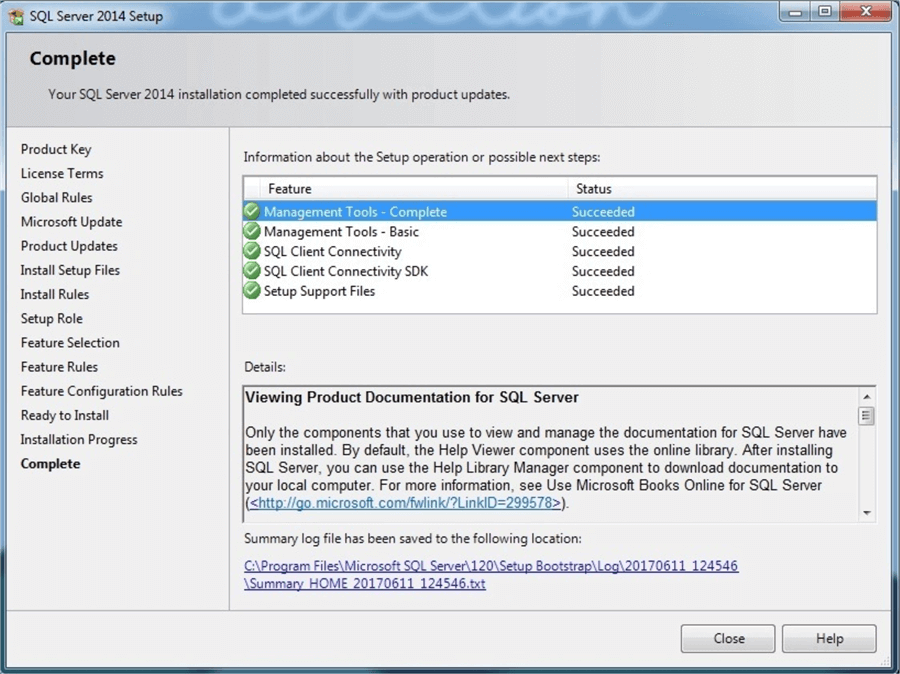 SQL Server 2014 Setup
Complete
Your SQL Server 2014 installation completed successfully with product updates.
Product Key
License Terms
Global Rules
Microsoft Update
Product Updates
Install Setup Files
Install Rules
Setup Role
Feature Selection
Feature Rules
Feature Configuration Rules
Ready to Install
Installation Progress
Complete
Information about the Setup operation or possible next steps:
Feature Status
Management Tools - Complete Succeeded
Management Tools - Basic Succeeded
SQL Client Connectivity Succeeded
SQL Client Connectivity SDK Succeeded
Setup Support Files Succeeded
Details:
Viewing Product Documentation for SQL Server
Only the components that you use to view and manage the documentation for SQL Server have
been installed. By default, the Help Viewer component uses the online library. After installing
SQL Server, you can use the Help Library Manager component to download documentation to
your local computer. For more information, see Use Microsoft Books Online for SQL Server
(<http://go.microsoft.com/fwlink/?LinkID=299578>).
Summary log file has been saved to the following location:
C:\Program Files\Microsoft SQL Server\120\Setup Bootstrap\Log\20170611_124546
\Summary_HOME_20170611_124546.txt
Close Help